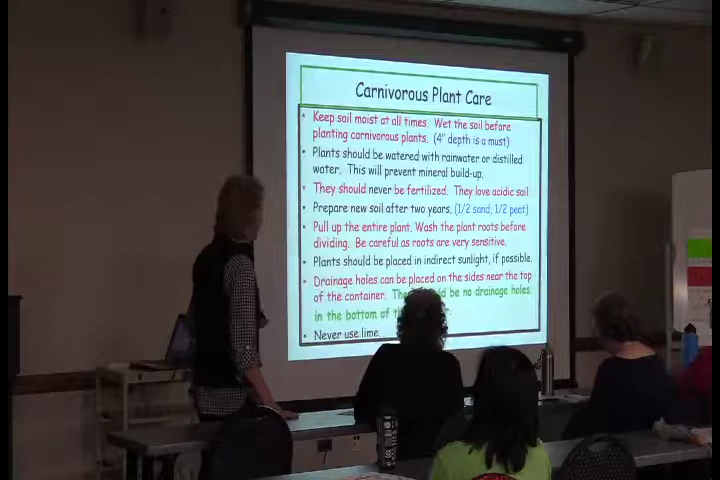 Carnivorous Plant Care
• Keep soil moist at all times. Wet the soil before
planting carnivorous plants. (4" depth is a must)
• Plants should be watered with rainwater or distilled
water. This will prevent mineral build-up.
• They should never be fertilized. They love acidic soil
• Prepare new soil after two years. (1/2 sand, 1/2 peat)
• Pull up the entire plant. Wash the plant roots before
dividing. Be careful as roots are very sensitive.
• Plants should be placed in indirect sunlight, if possible.
• Drainage holes can be placed on the sides near the top
of the container. be no drainage holes
in the bottom of
• Never use lime.